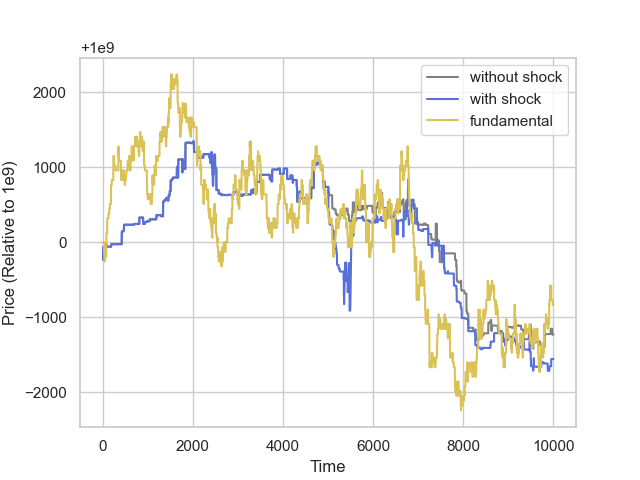 +1e9
without shock
with shock
fundamental
2000
1000
0
−1000
−2000
Price (Relative to 1e9)
0 2000 4000 6000 8000 10000
Time